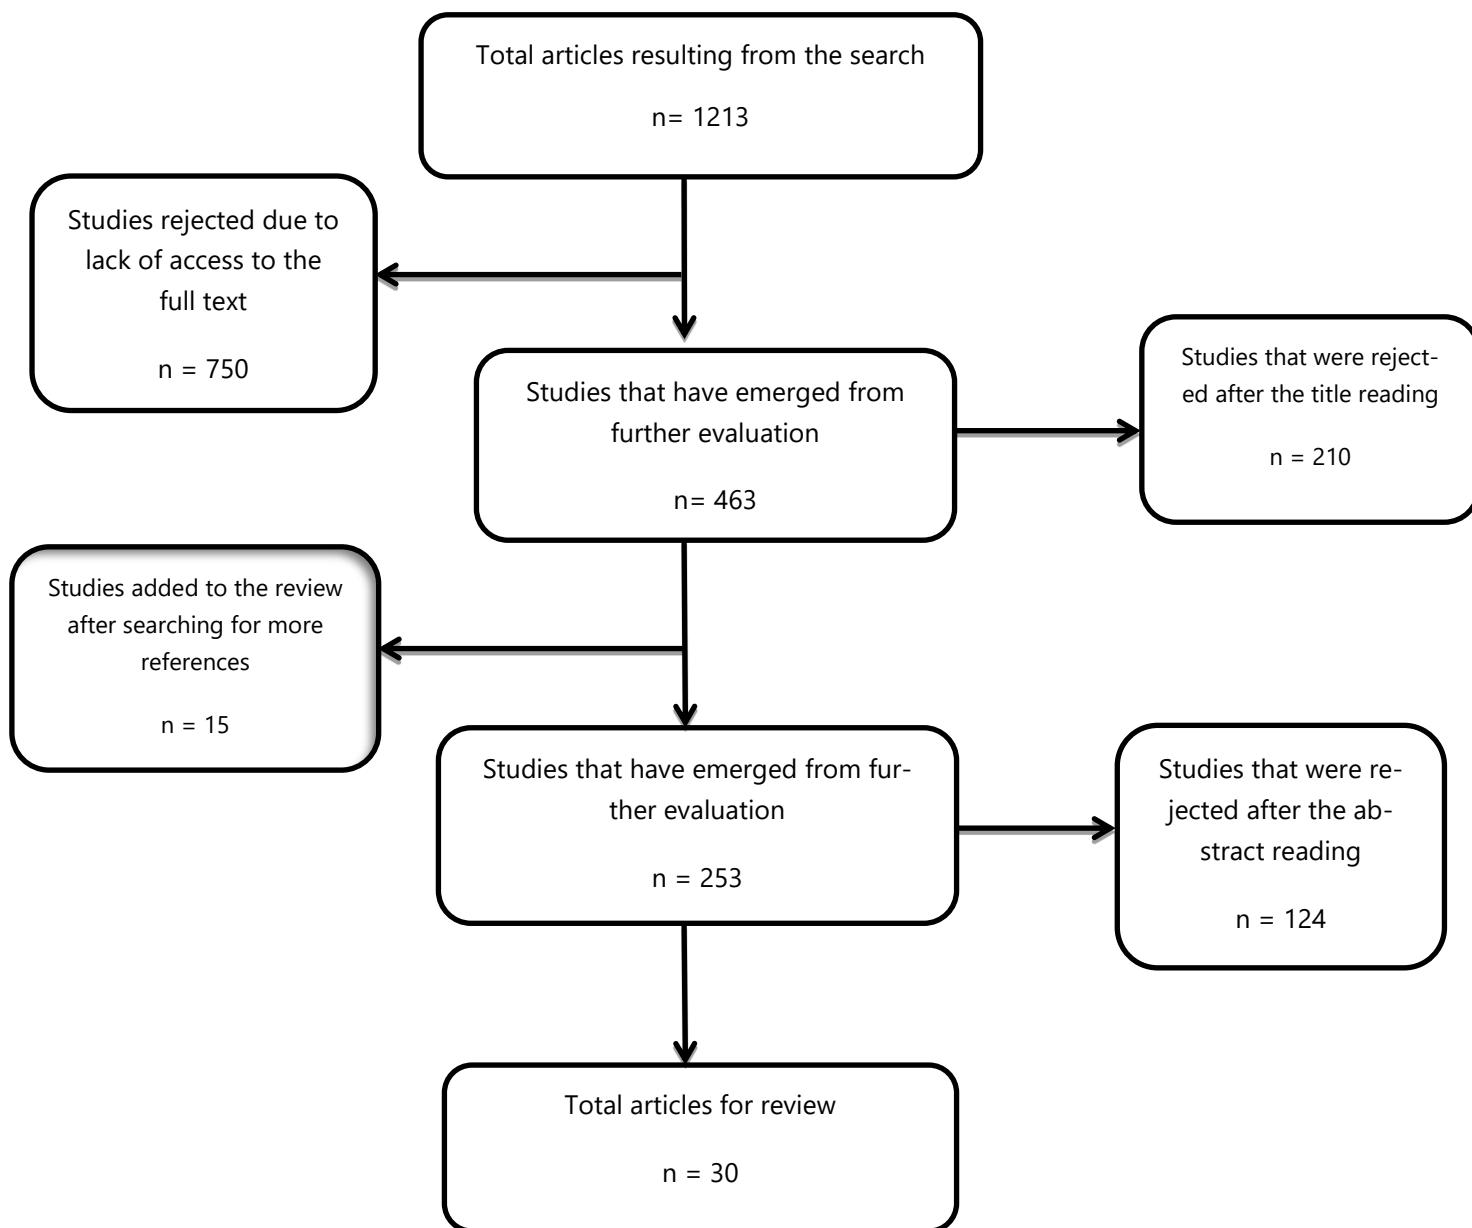 Total articles resulting from the search
n= 1213
Studies rejected due to
lack of access to the
full text
n = 750
Studies that have emerged from
further evaluation
n= 463
Studies that were reject-
ed after the title reading
n = 210
Studies added to the review
after searching for more
references
n = 15
Studies that have emerged from fur-
ther evaluation
n = 253
Studies that were re-
jected after the ab-
stract reading
n = 124
Total articles for review
n = 30